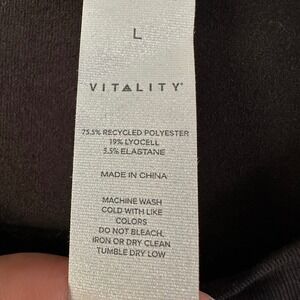 L
VITALITY
75.5% RECYCLED POLYESTER
19% LYOCELL
5.5% ELASTANE
MADE IN CHINA
MACHINE WASH
COLD WITH LIKE
COLORS
DO NOT BLEACH,
IRON OR DRY CLEAN
TUMBLE DRY LOW